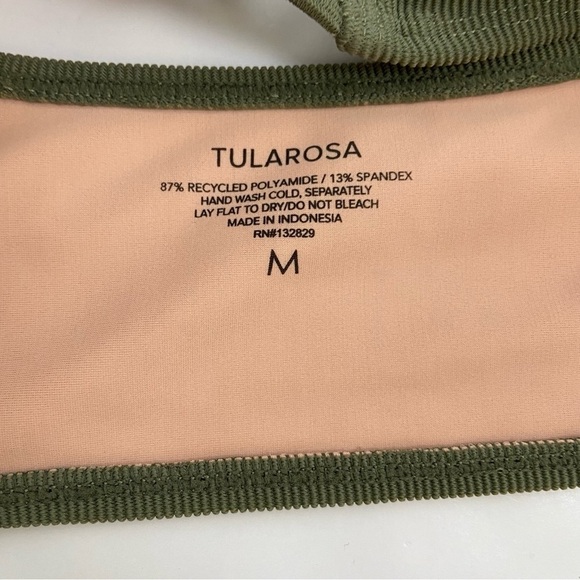 TULAROSA
87% RECYCLED POLYAMIDE / 13% SPANDEX
HAND WASH COLD, SEPARATELY
LAY FLAT TO DRY/DO NOT BLEACH
MADE IN INDONESIA
RN#132829
M